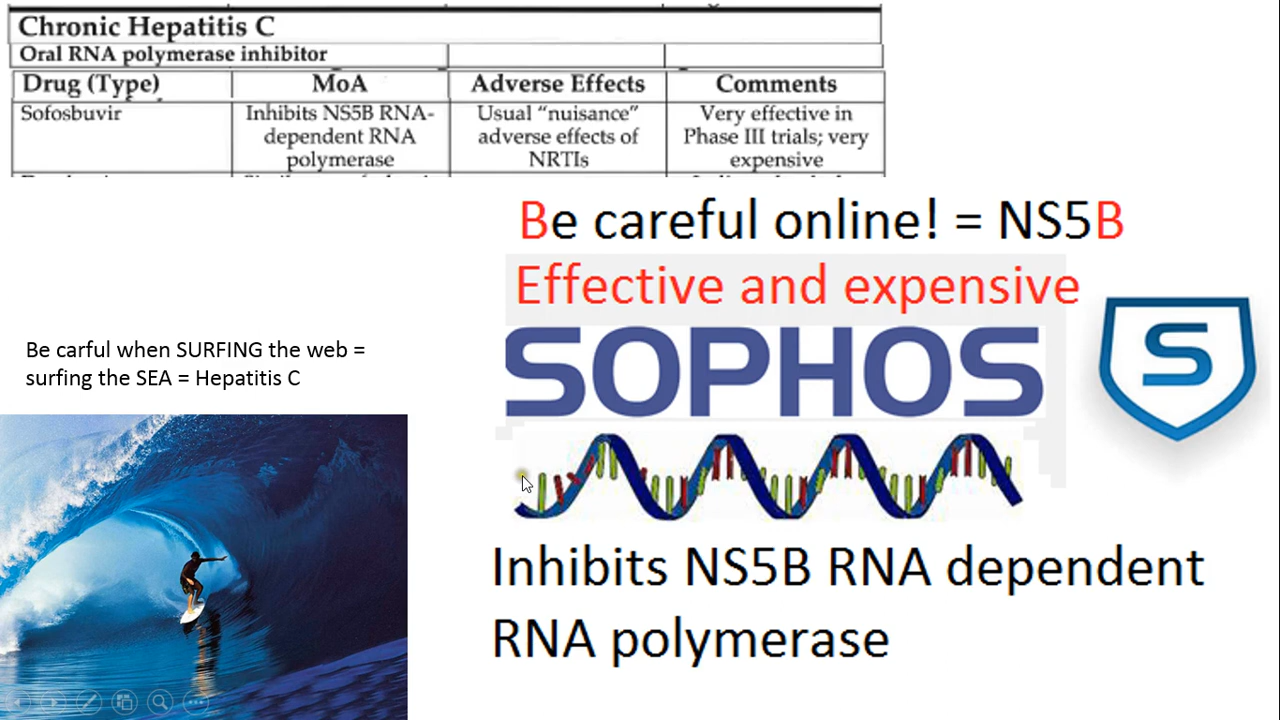 Chronic Hepatitis C
Oral RNA polymerase inhibitor
Drug (Type) MoA Adverse Effects Comments
Sofosbuvir Inhibits NS5B RNA- Usual “nuisance” Very effective in
dependent RNA adverse effects of Phase III trials; very
polymerase NRTIs expensive
Be careful online! = NS5B
Effective and expensive
SOPHOS
S
Be carful when SURFING the web =
surfing the SEA = Hepatitis C
Inhibits NS5B RNA dependent
RNA polymerase